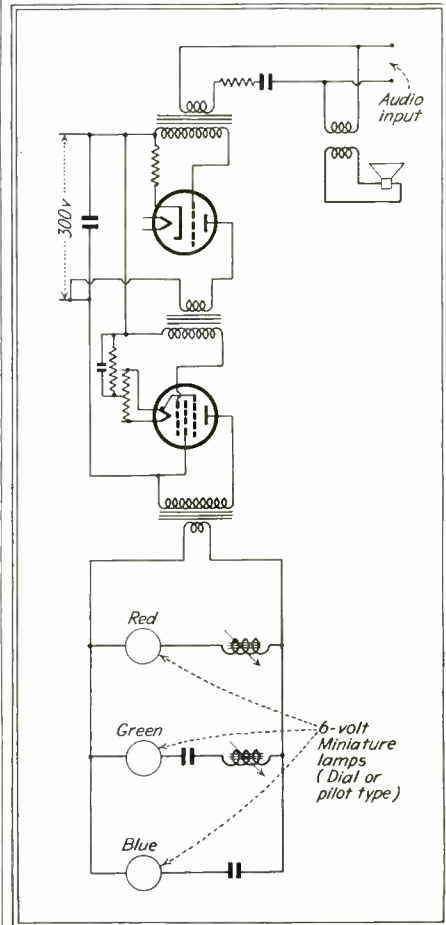 Audio
input
300v
Red
Green
6-volt
Miniature
lamps
(Dial or
pilot type)
Blue